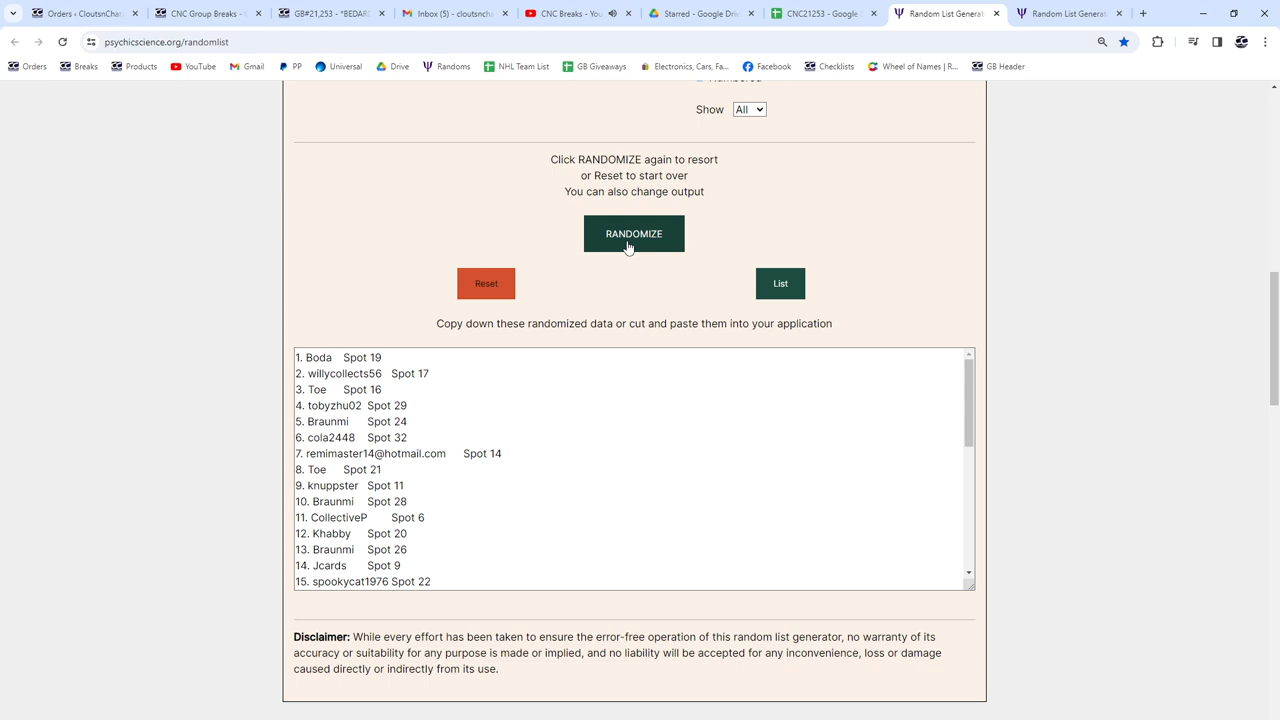 Orders ‹ CloutsnChan
CNC Group Breaks - C
GB#21,253 - *BEDARD
Inbox (5) - cloutsnch
CNC Breaks - You
Starred - Google Driv
CNC21253 - Google S
Random List Generat
Random List Generat
psychicscience.org/randomlist
Orders
Breaks
Products
YouTube
Gmail
PP
Universal
Drive
Randoms
NHL Team List
GB Giveaways
Electronics, Cars, Fa...
Facebook
Checklists
Wheel of Names | R...
GB Header
Numbered
Show All
Click RANDOMIZE again to resort
or Reset to start over
You can also change output
RANDOMIZE
Reset
List
Copy down these randomized data or cut and paste them into your application
1. Boda Spot 19
2. willycollects56 Spot 17
3. Toe Spot 16
4. tobyzhu02 Spot 29
5. Braunmi Spot 24
6. cola2448 Spot 32
7. remimaster14@hotmail.com Spot 14
8. Toe Spot 21
9. knuppster Spot 11
10. Braunmi Spot 28
11. CollectiveP Spot 6
12. Khabby Spot 20
13. Braunmi Spot 26
14. Jcards Spot 9
15. spookycat1976 Spot 22
Disclaimer: While every effort has been taken to ensure the error-free operation of this random list generator, no warranty of its
accuracy or suitability for any purpose is made or implied, and no liability will be accepted for any inconvenience, loss or damage
caused directly or indirectly from its use.